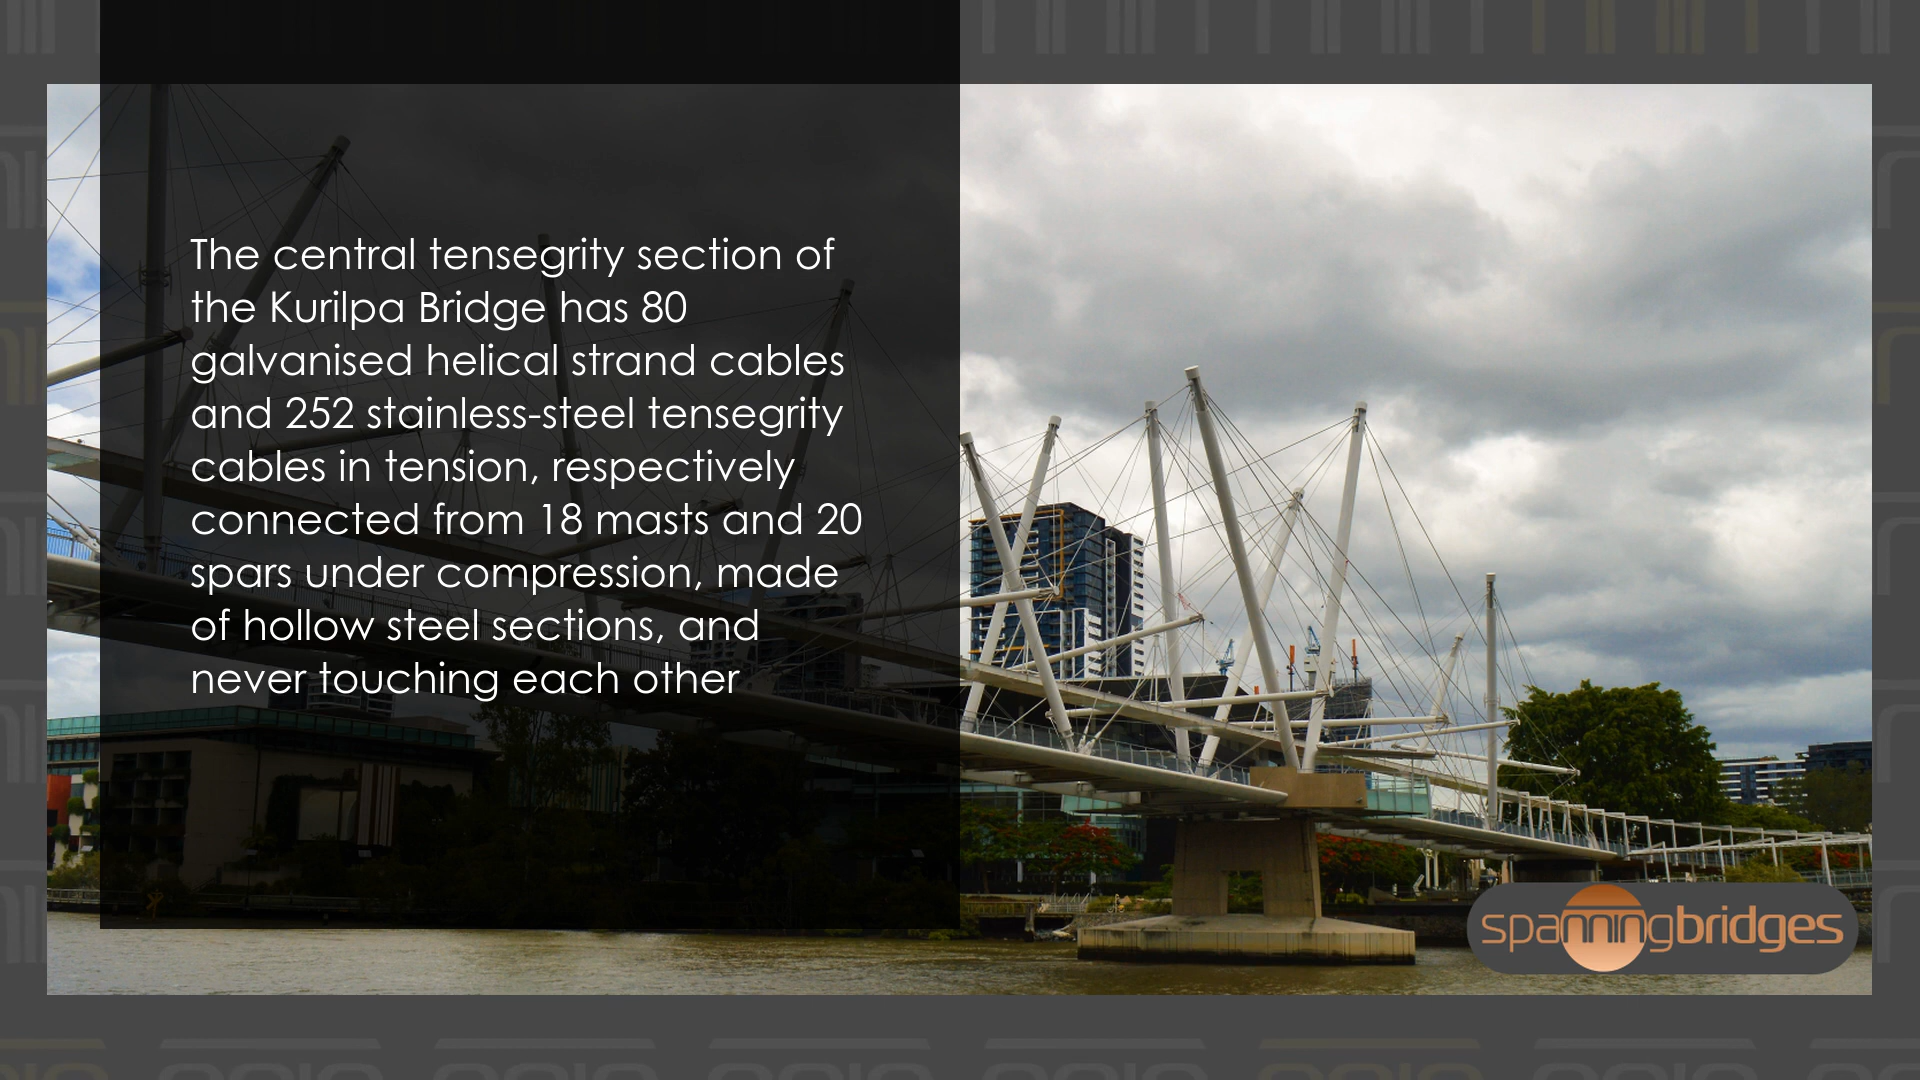 The central tensegrity section of
the Kurilpa Bridge has 80
galvanised helical strand cables
and 252 stainless-steel tensegrity
cables in tension, respectively
connected from 18 masts and 20
spars under compression, made
of hollow steel sections, and
never touching each other
spanningbridges